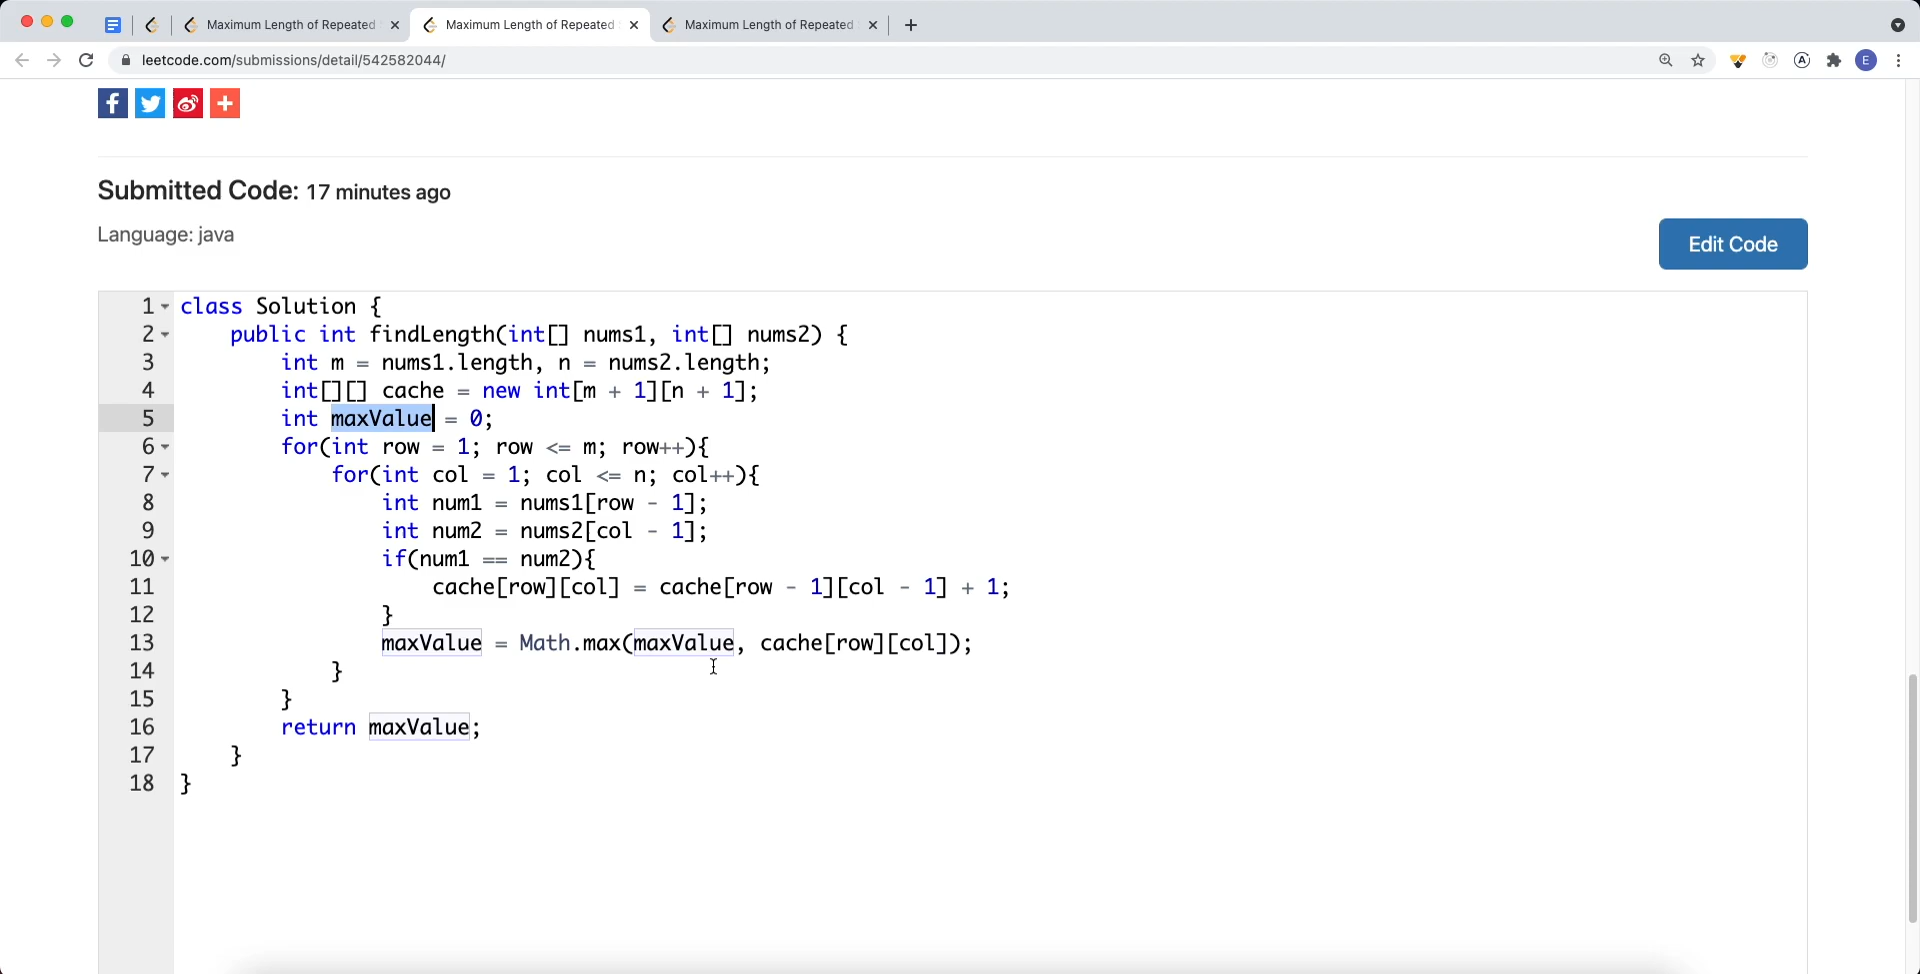 Maximum Length of Repeated
Maximum Length of Repeated
Maximum Length of Repeated
leetcode.com/submissions/detail/542582044/
E
Submitted Code: 17 minutes ago
Language: java
Edit Code
1 class Solution {
2 public int findLength(int[] nums1, int[] nums2) {
3 int m = nums1.length, n = nums2.length;
4 int[][] cache = new int[m + 1][n + 1];
5 int maxValue = 0;
6 for(int row = 1; row <= m; row++){
7 for(int col = 1; col <= n; col++){
8 int num1 = nums1[row - 1];
9 int num2 = nums2[col - 1];
10 if(num1 == num2){
11 cache[row][col] = cache[row - 1][col - 1] + 1;
12 }
13 maxValue = Math.max(maxValue, cache[row][col]);
14 }
15 }
16 return maxValue;
17 }
18 }